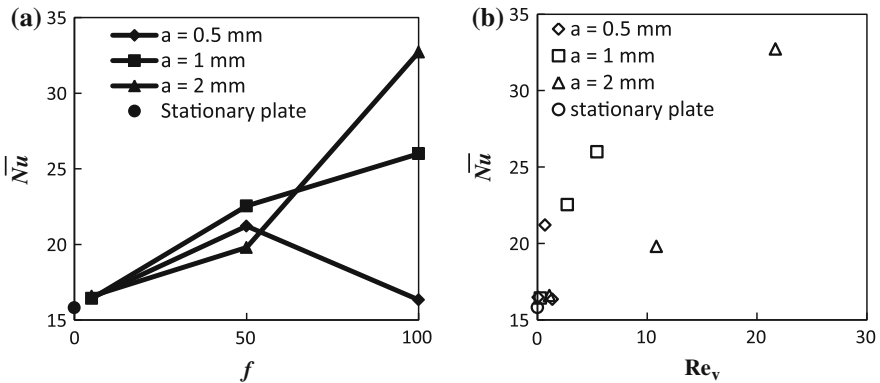 (a)
35
30
25
20
15
0
50
100
Nu
f
a = 0.5 mm
a = 1 mm
a = 2 mm
Stationary plate
(b)
35
30
25
20
15
0
10
20
30
Nu
Rev
a = 0.5 mm
a = 1 mm
a = 2 mm
stationary plate